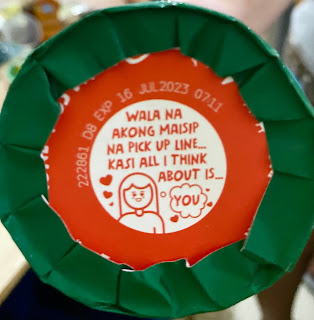 222861 D8 EXP 16 JUL2023 07:11
WALA NA
AKONG MAISIP
NA PICK UP LINE...
KASI ALL I THINK
ABOUT IS...
YOU